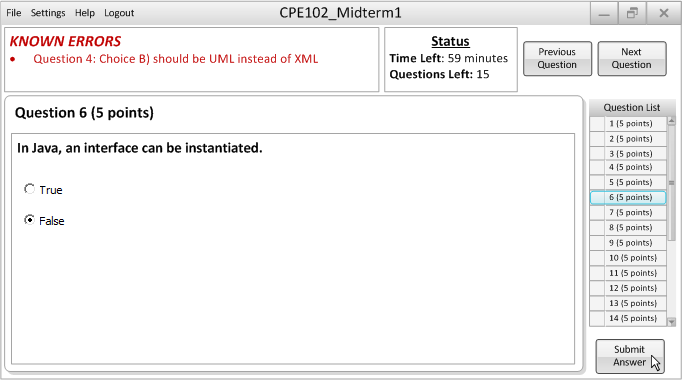 File Settings Help Logout
CPE102_Midterm1
KNOWN ERRORS
• Question 4: Choice B) should be UML instead of XML
Status
Time Left: 59 minutes
Questions Left: 15
Previous
Question
Next
Question
Question 6 (5 points)
In Java, an interface can be instantiated.
True
False
Question List
1 (5 points)
2 (5 points)
3 (5 points)
4 (5 points)
5 (5 points)
6 (5 points)
7 (5 points)
8 (5 points)
9 (5 points)
10 (5 points)
11 (5 points)
12 (5 points)
13 (5 points)
14 (5 points)
Submit
Answer